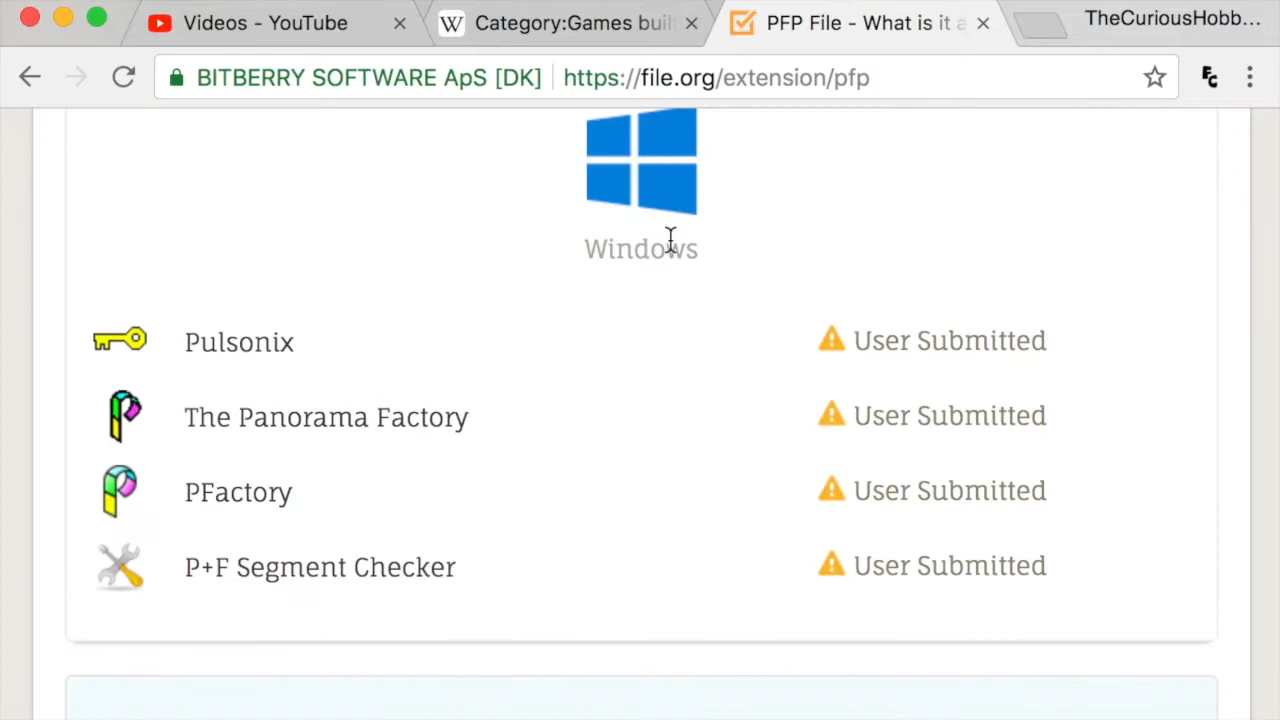 Videos - YouTube
W Category:Games buil
PFP File - What is it a
TheCuriousHobb...
BITBERRY SOFTWARE ApS [DK] https://file.org/extension/pfp
Windows
Pulsonix User Submitted
The Panorama Factory User Submitted
PFactory User Submitted
P+F Segment Checker User Submitted